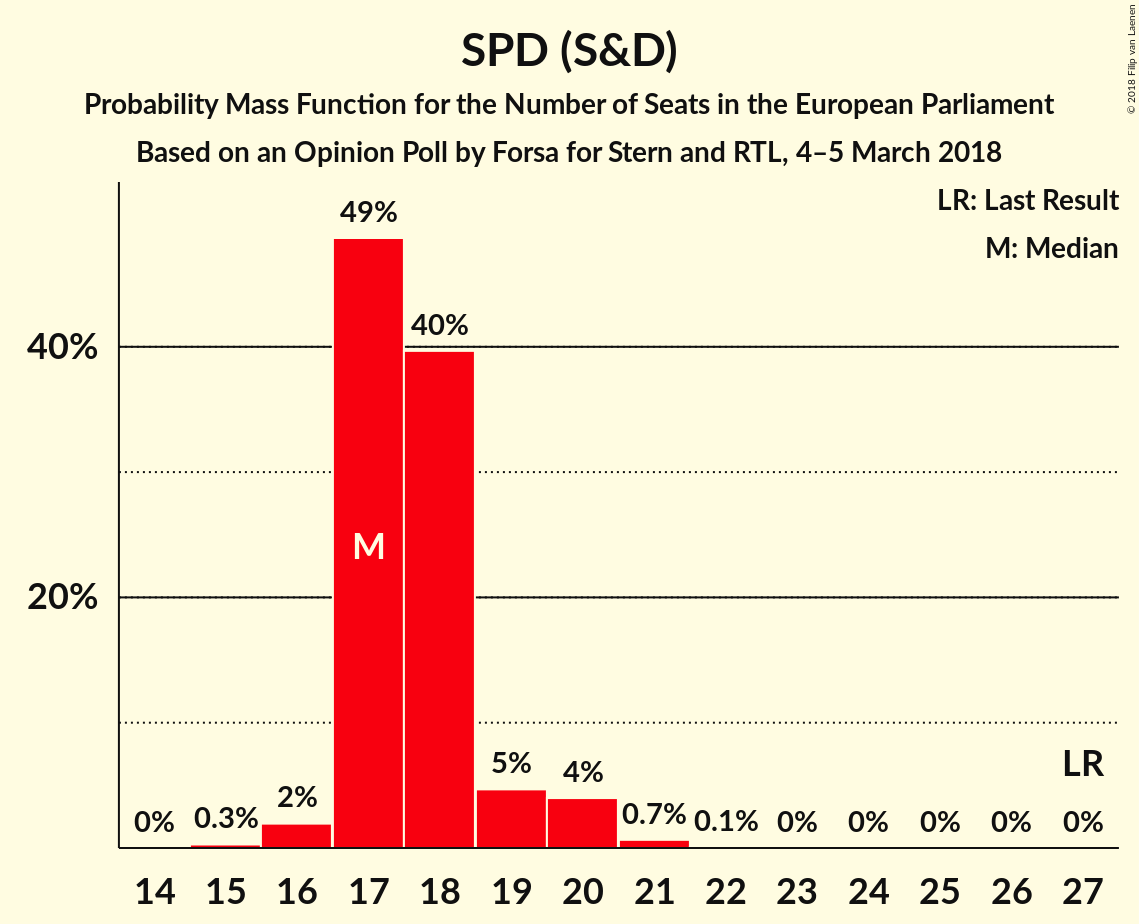 SPD (S&D)
Probability Mass Function for the Number of Seats in the European Parliament
Based on an Opinion Poll by Forsa for Stern and RTL, 4–5 March 2018
© 2018 Filip van Laenen
LR: Last Result
M: Median
49%
40%
40%
M
20%
LR
0%
0.3%
2%
5%
4%
0.7%
0.1%
0%
0%
0%
0%
0%
14 15 16 17 18 19 20 21 22 23 24 25 26 27